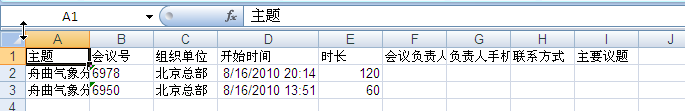 A1 fx 主题
A B C D E F G H I J
1 主题 会议号 组织单位 开始时间 时长 会议负责人 负责人手机 联系方式 主要议题
2 舟曲气象分 6978 北京总部 8/16/2010 20:14 120
3 舟曲气象分 6950 北京总部 8/16/2010 13:51 60